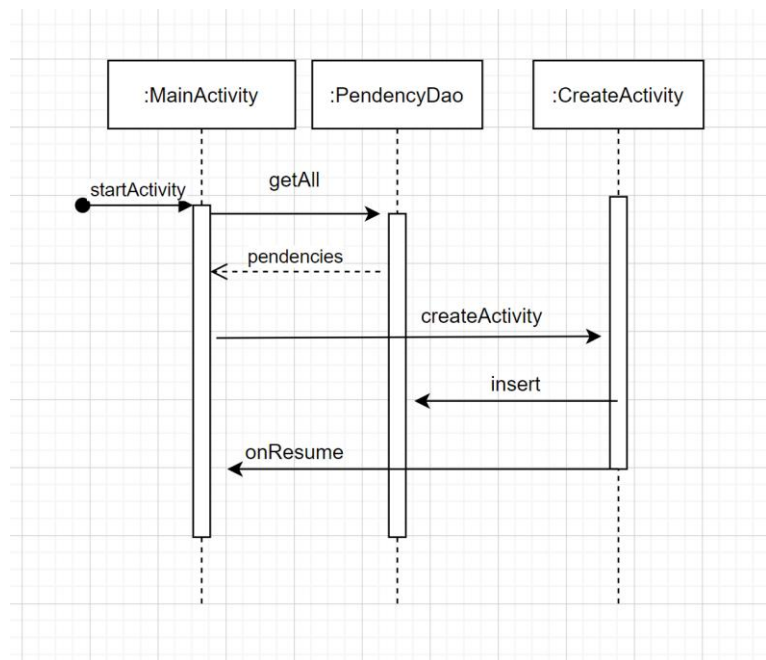 :MainActivity
:PendencyDao
:CreateActivity
startActivity
getAll
pendencies
createActivity
insert
onResume